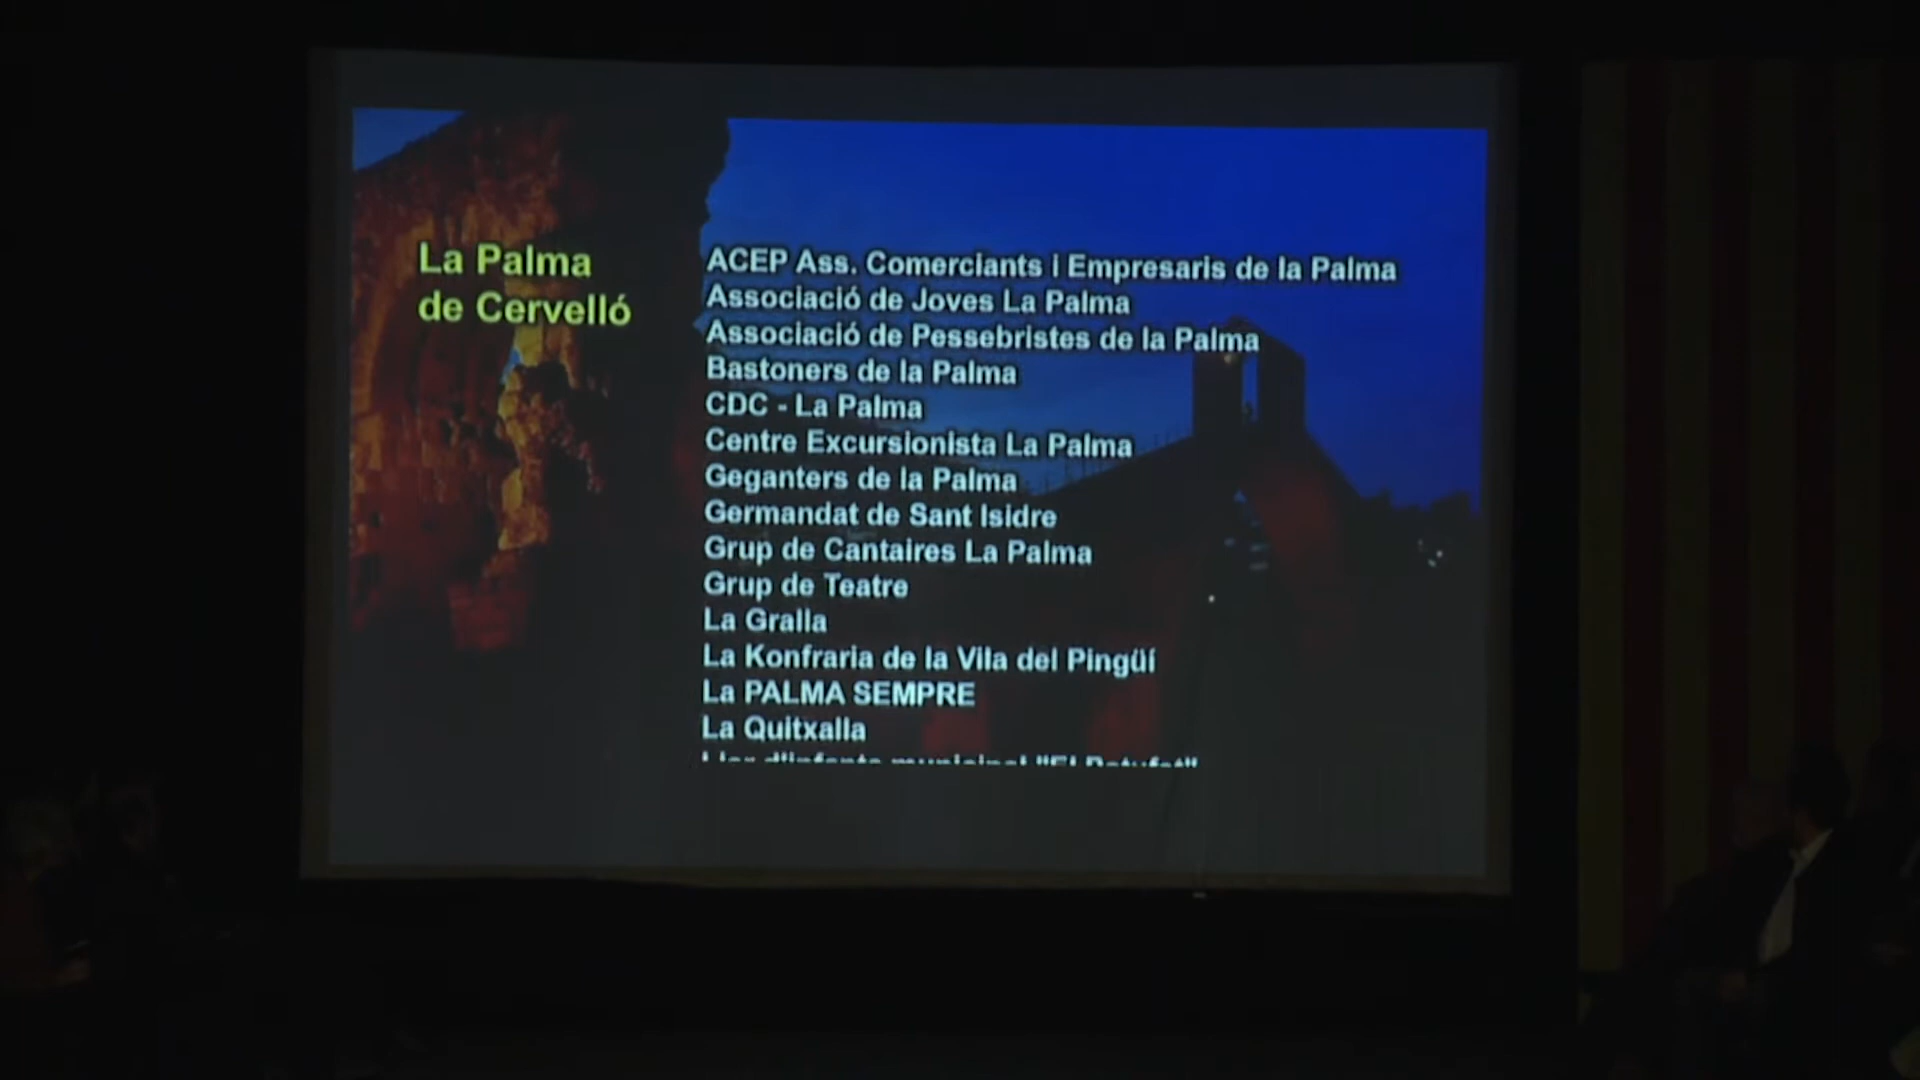 La Palma
de Cervelló
ACEP Ass. Comerciants i Empresaris de la Palma
Associació de Joves La Palma
Associació de Pessebristes de la Palma
Bastoners de la Palma
CDC - La Palma
Centre Excursionista La Palma
Geganters de la Palma
Germandat de Sant Isidre
Grup de Cantaires La Palma
Grup de Teatre
La Gralla
La Konfraria de la Vila del Pingüí
La PALMA SEMPRE
La Quitxalla